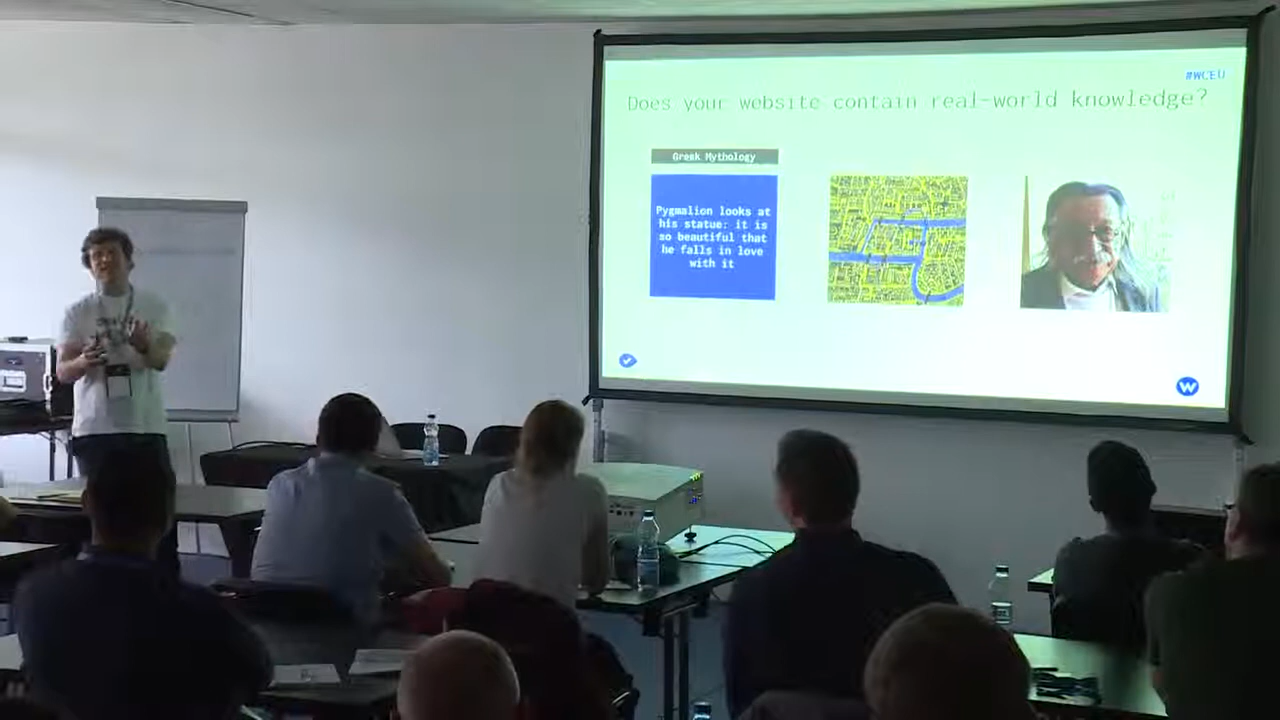 #WCEU
Does your website contain real-world knowledge?
Greek Mythology
Pygmalion looks at
his statue: it is
so beautiful that
he falls in love
with it
W